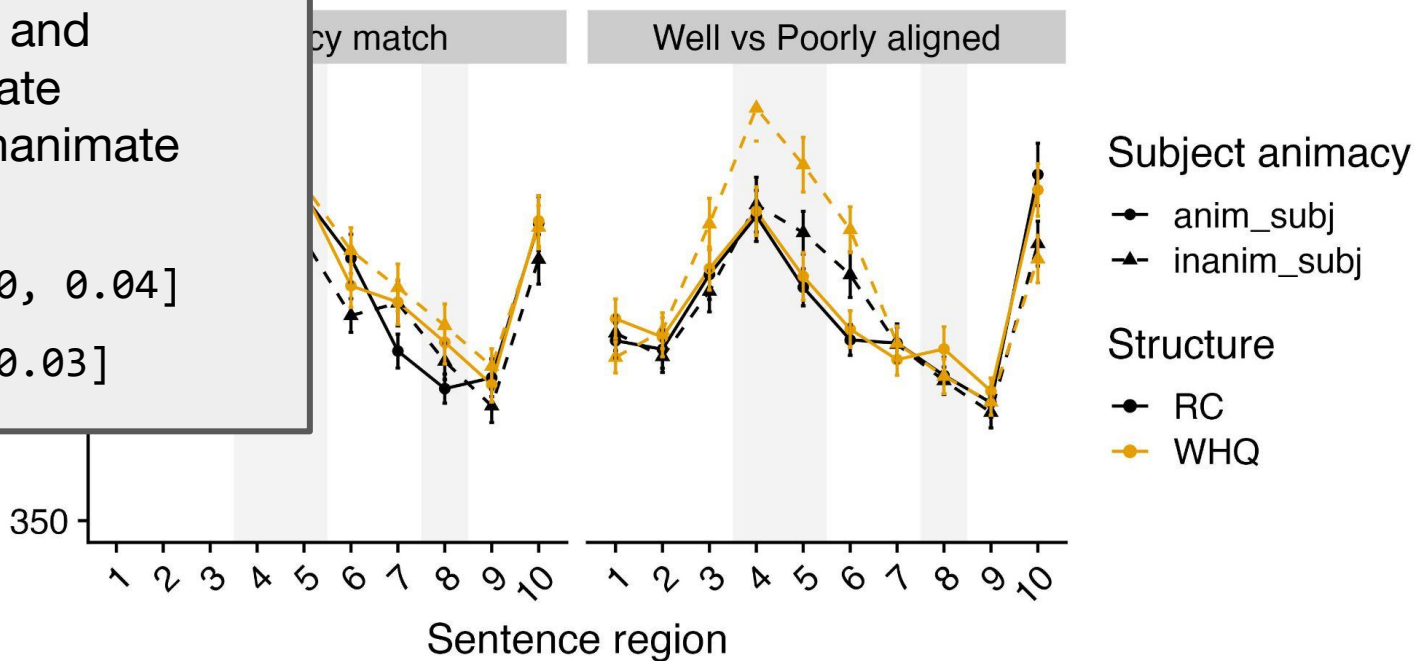 and
ate
nanimate
0, 0.04]
0.03]
cy match
Well vs Poorly aligned
Subject animacy
anim_subj
inanim_subj
Structure
RC
WHQ
350
1 2 3 4 5 6 7 8 9 10
1 2 3 4 5 6 7 8 9 10
Sentence region